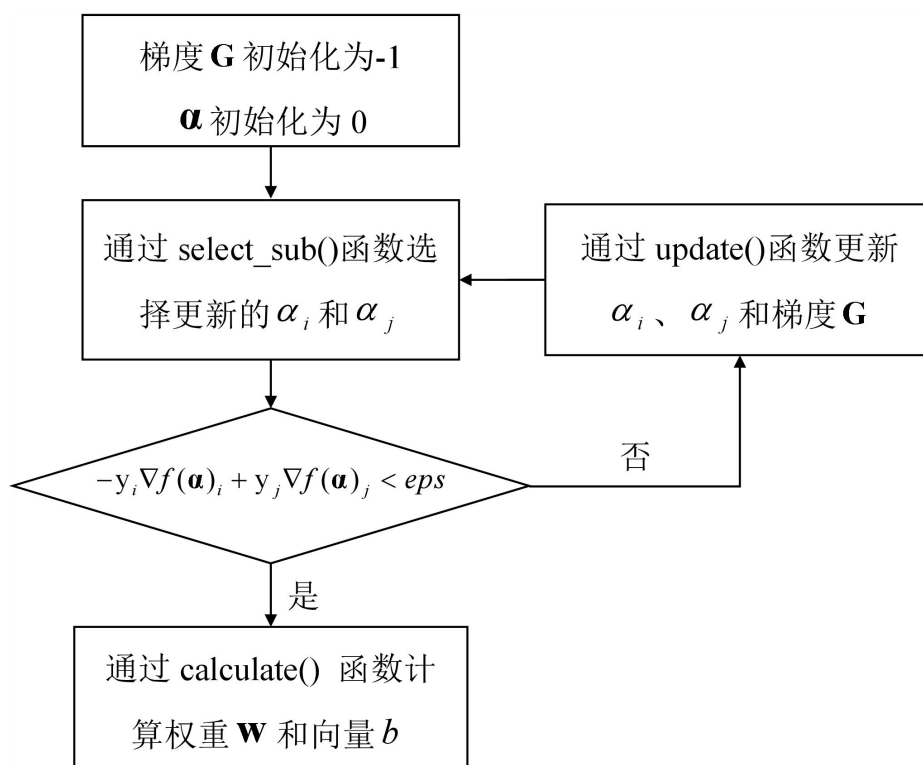 梯度 G 初始化为-1
α 初始化为 0
通过 select_sub()函数选
择更新的 α_i 和 α_j
通过 update()函数更新
α_i 、 α_j 和梯度 G
−y_i∇f(α)_i + y_j∇f(α)_j < eps
否
是
通过 calculate() 函数计
算权重 w 和向量 b